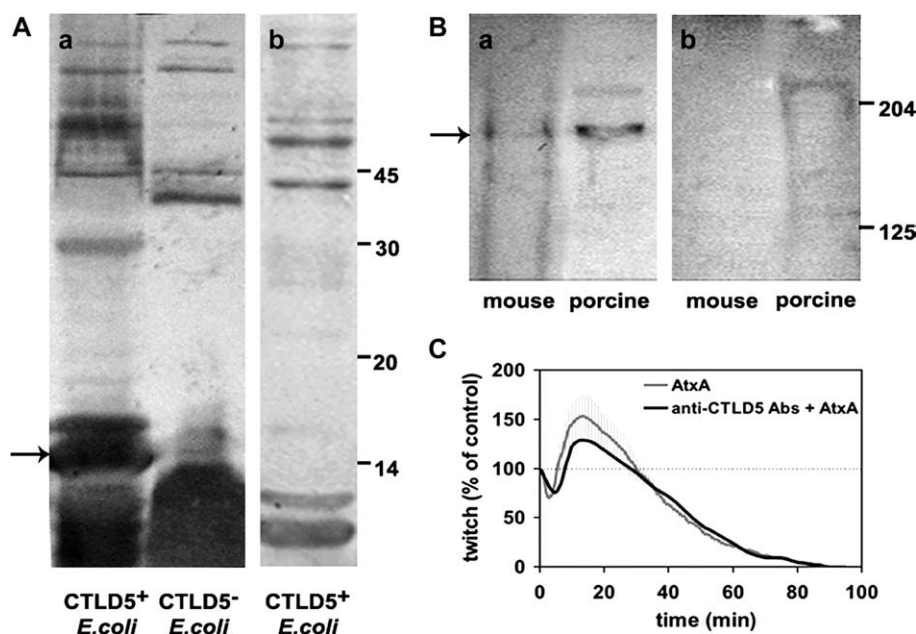 A
a
b
45
30
20
14
CTLD5+ CTLD5- CTLD5+
E.coli E.coli E.coli
B
a
b
204
125
mouse porcine mouse porcine
C
twitch (% of control)
200
150
100
50
0
AtxA
anti-CTLD5 Abs + AtxA
0 20 40 60 80 100
time (min)